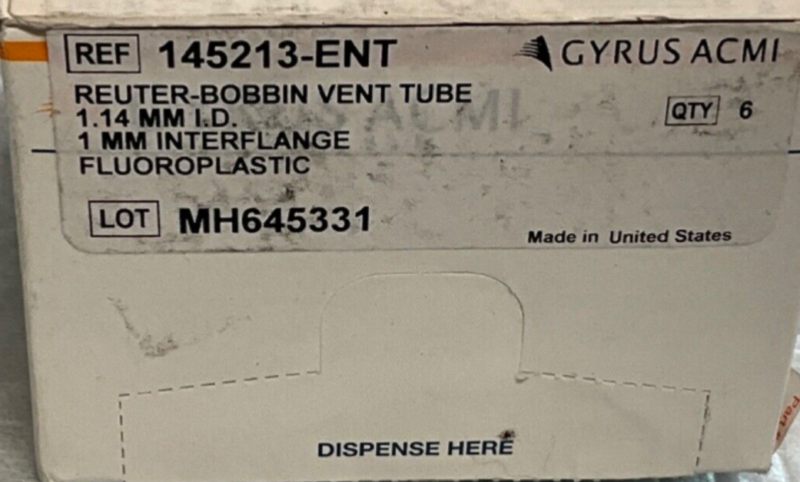 REF 145213-ENT GYRUS ACMI
REUTER-BOBBIN VENT TUBE
1.14 MM I.D. QTY 6
1 MM INTERFLANGE
FLUOROPLASTIC
LOT MH645331
Made in United States
DISPENSE HERE